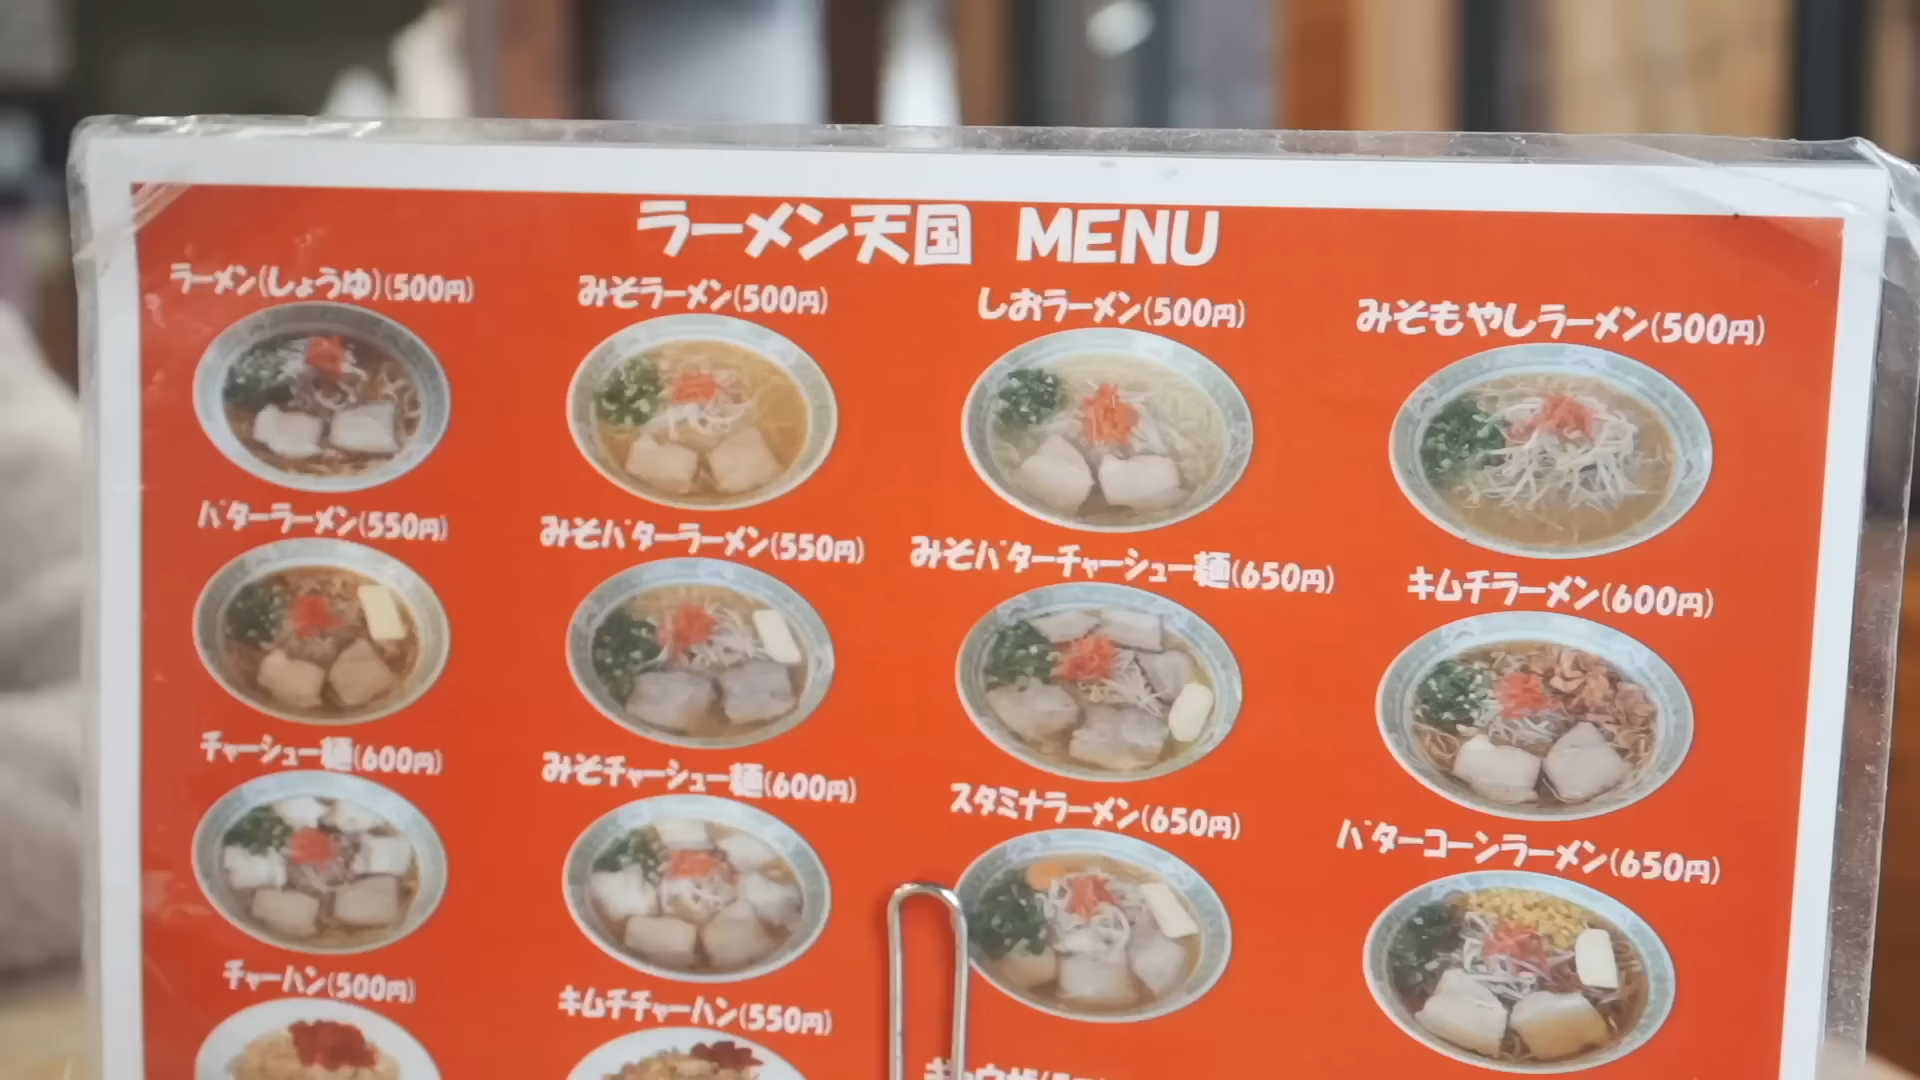 ラーメン天国 MENU
ラーメン(しょうゆ)(500円)
みそラーメン(500円)
しおラーメン(500円)
みそもやしラーメン(500円)
バターラーメン(550円)
みそバターラーメン(550円)
みそバターチャーシュー麺(650円)
キムチラーメン(600円)
チャーシュー麺(600円)
みそチャーシュー麺(600円)
スタミナラーメン(650円)
バターコーンラーメン(650円)
チャーハン(500円)
キムチチャーハン(550円)